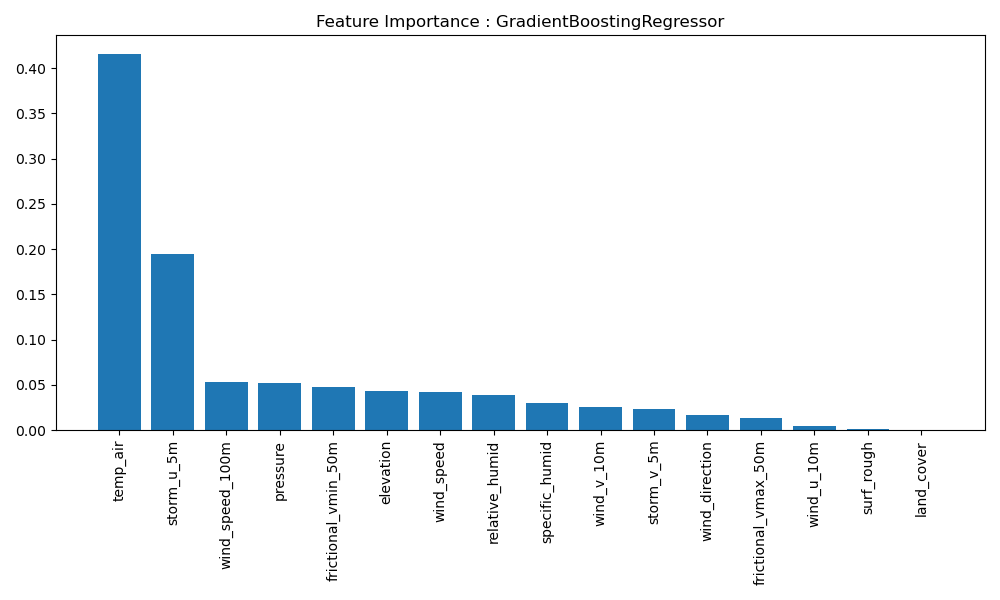 Feature Importance : GradientBoostingRegressor
0.40
0.35
0.30
0.25
0.20
0.15
0.10
0.05
0.00
temp_air
storm_u_5m
wind_speed_100m
pressure
frictional_vmin_50m
elevation
wind_speed
relative_humid
specific_humid
wind_v_10m
storm_v_5m
wind_direction
frictional_vmax_50m
wind_u_10m
surf_rough
land_cover